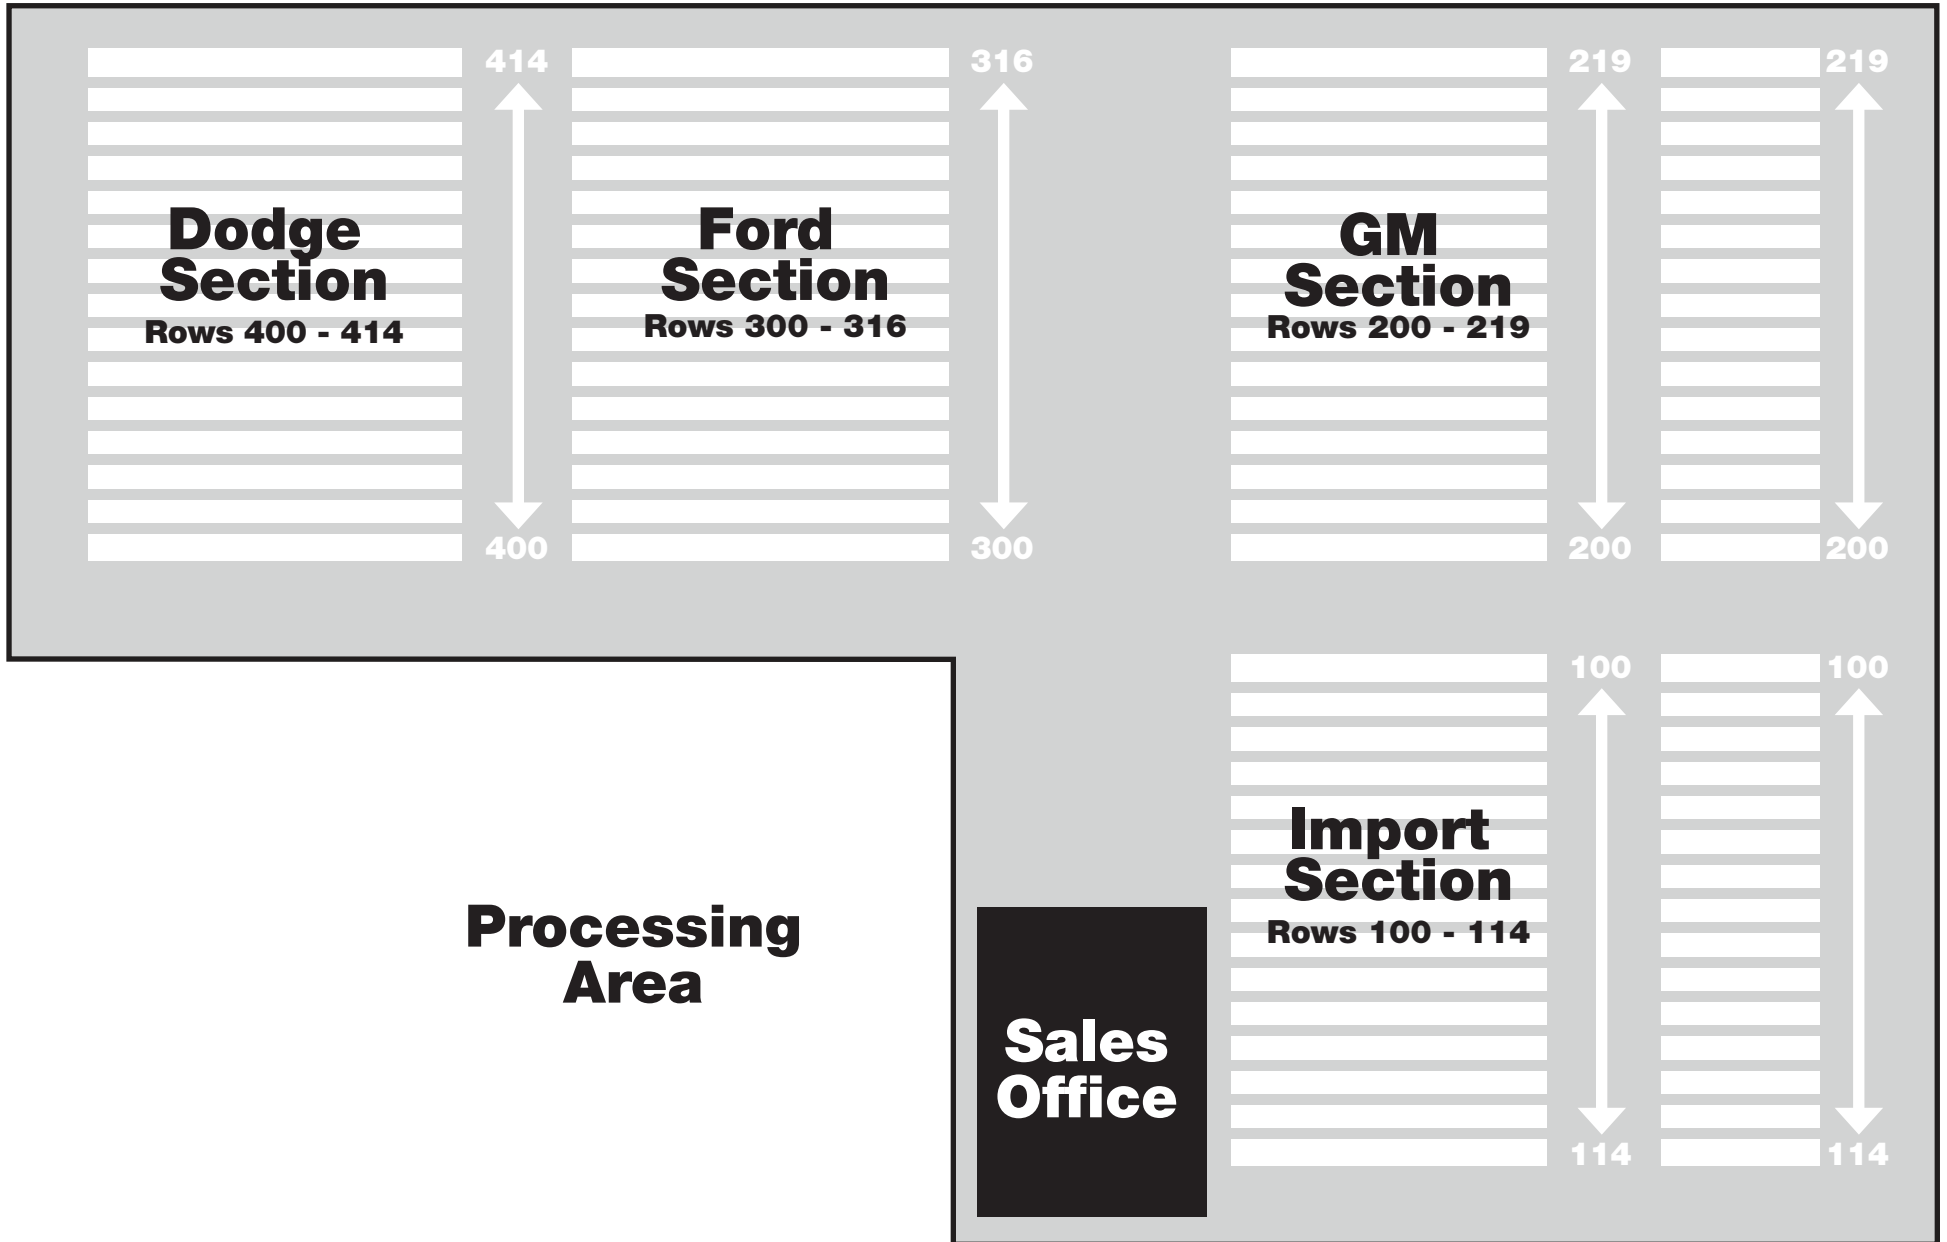 414
316
219
219
Dodge
Section
Rows 400 - 414
Ford
Section
Rows 300 - 316
GM
Section
Rows 200 - 219
400
300
200
200
100
100
Import
Section
Rows 100 - 114
Processing
Area
Sales
Office
114
114